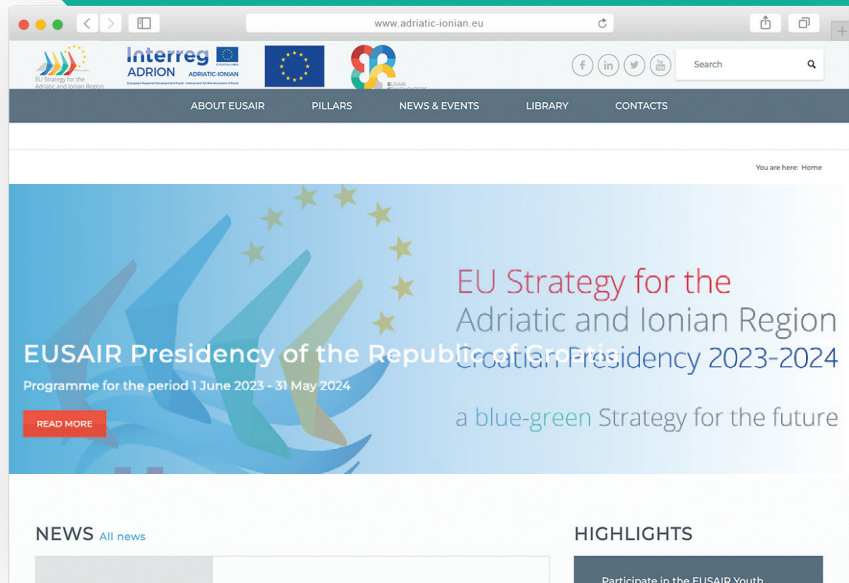 www.adriatic-ionian.eu
EU Strategy for the
Adriatic and Ionian Region
Interreg
ADRION ADRIATIC-IONIAN
Search
ABOUT EUSAIR PILLARS NEWS & EVENTS LIBRARY CONTACTS
You are here: Home
EU Strategy for the
Adriatic and Ionian Region
Croatian Presidency 2023-2024
a blue-green Strategy for the future
EUSAIR Presidency of the Republic of Croatia
Programme for the period 1 June 2023 - 31 May 2024
READ MORE
NEWS All news
HIGHLIGHTS
Participate in the EUSAIR Youth